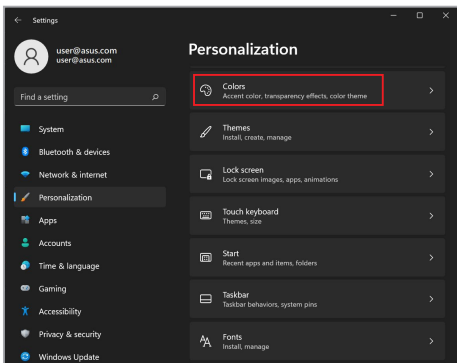 Settings
user@asus.com
user@asus.com
Find a setting
System
Bluetooth & devices
Network & internet
Personalization
Apps
Accounts
Time & language
Gaming
Accessibility
Privacy & security
Windows Update
Personalization
Colors
Accent color, transparency effects, color theme
Themes
Install, create, manage
Lock screen
Lock screen images, apps, animations
Touch keyboard
Themes, size
Start
Recent apps and items, folders
Taskbar
Taskbar behaviors, system pins
Fonts
Install, manage